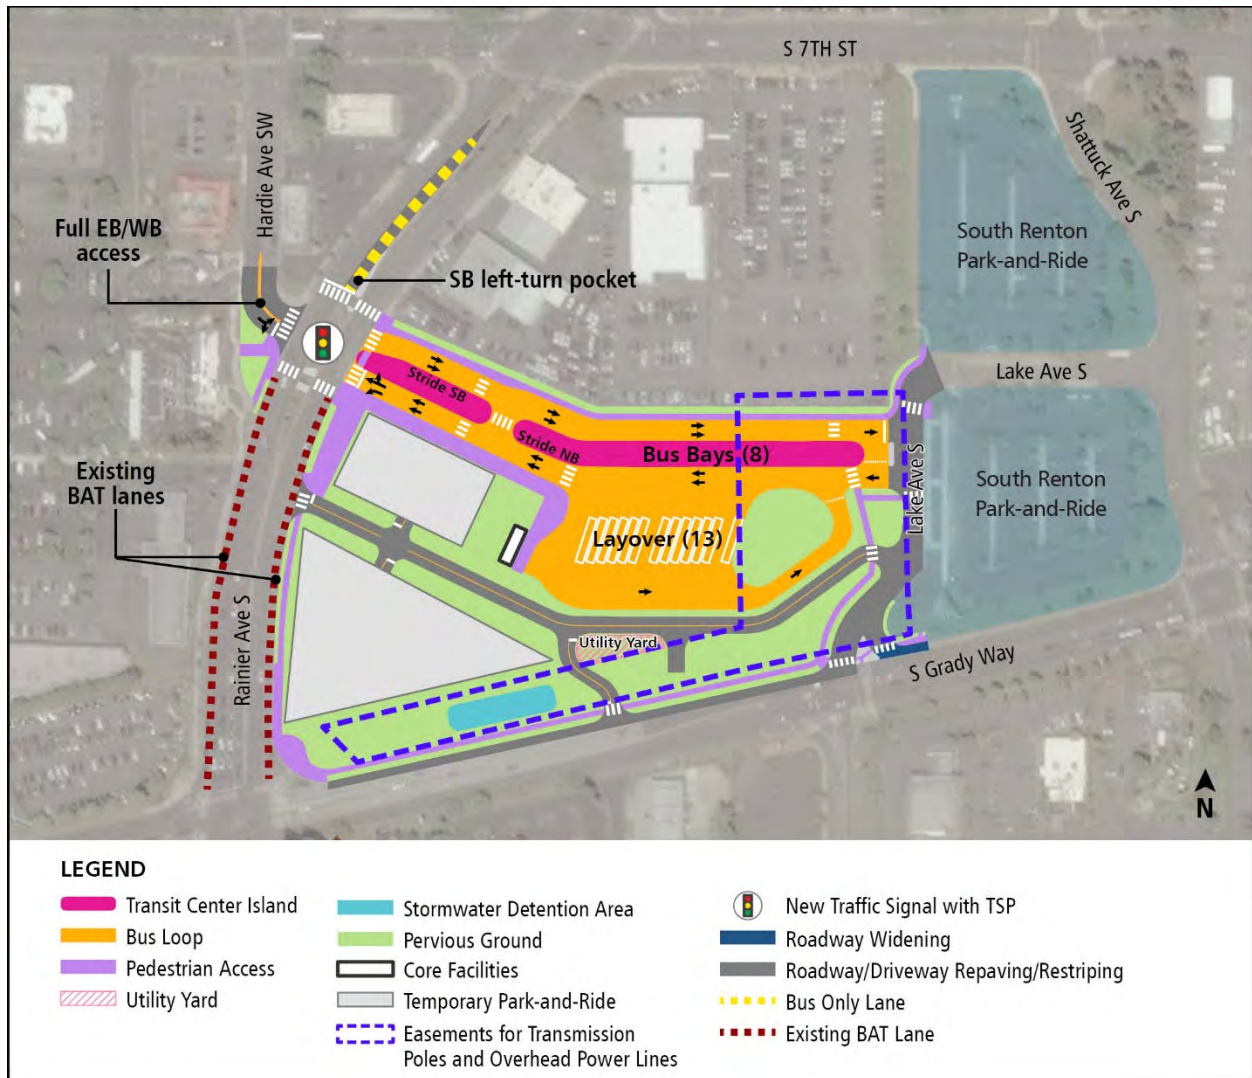 S 7TH ST
Hardie Ave SW
Shattuck Ave S
Full EB/WB
access
SB left-turn pocket
South Renton
Park-and-Ride
Lake Ave S
Stride SB
Stride NB
Bus Bays (8)
Existing
BAT lanes
Layover (13)
Lake Ave S
South Renton
Park-and-Ride
Rainier Ave S
Utility Yard
S Grady Way
N
LEGEND
Transit Center Island
Bus Loop
Pedestrian Access
Utility Yard
Stormwater Detention Area
Pervious Ground
Core Facilities
Temporary Park-and-Ride
Easements for Transmission
Poles and Overhead Power Lines
New Traffic Signal with TSP
Roadway Widening
Roadway/Driveway Repaving/Restriping
Bus Only Lane
Existing BAT Lane